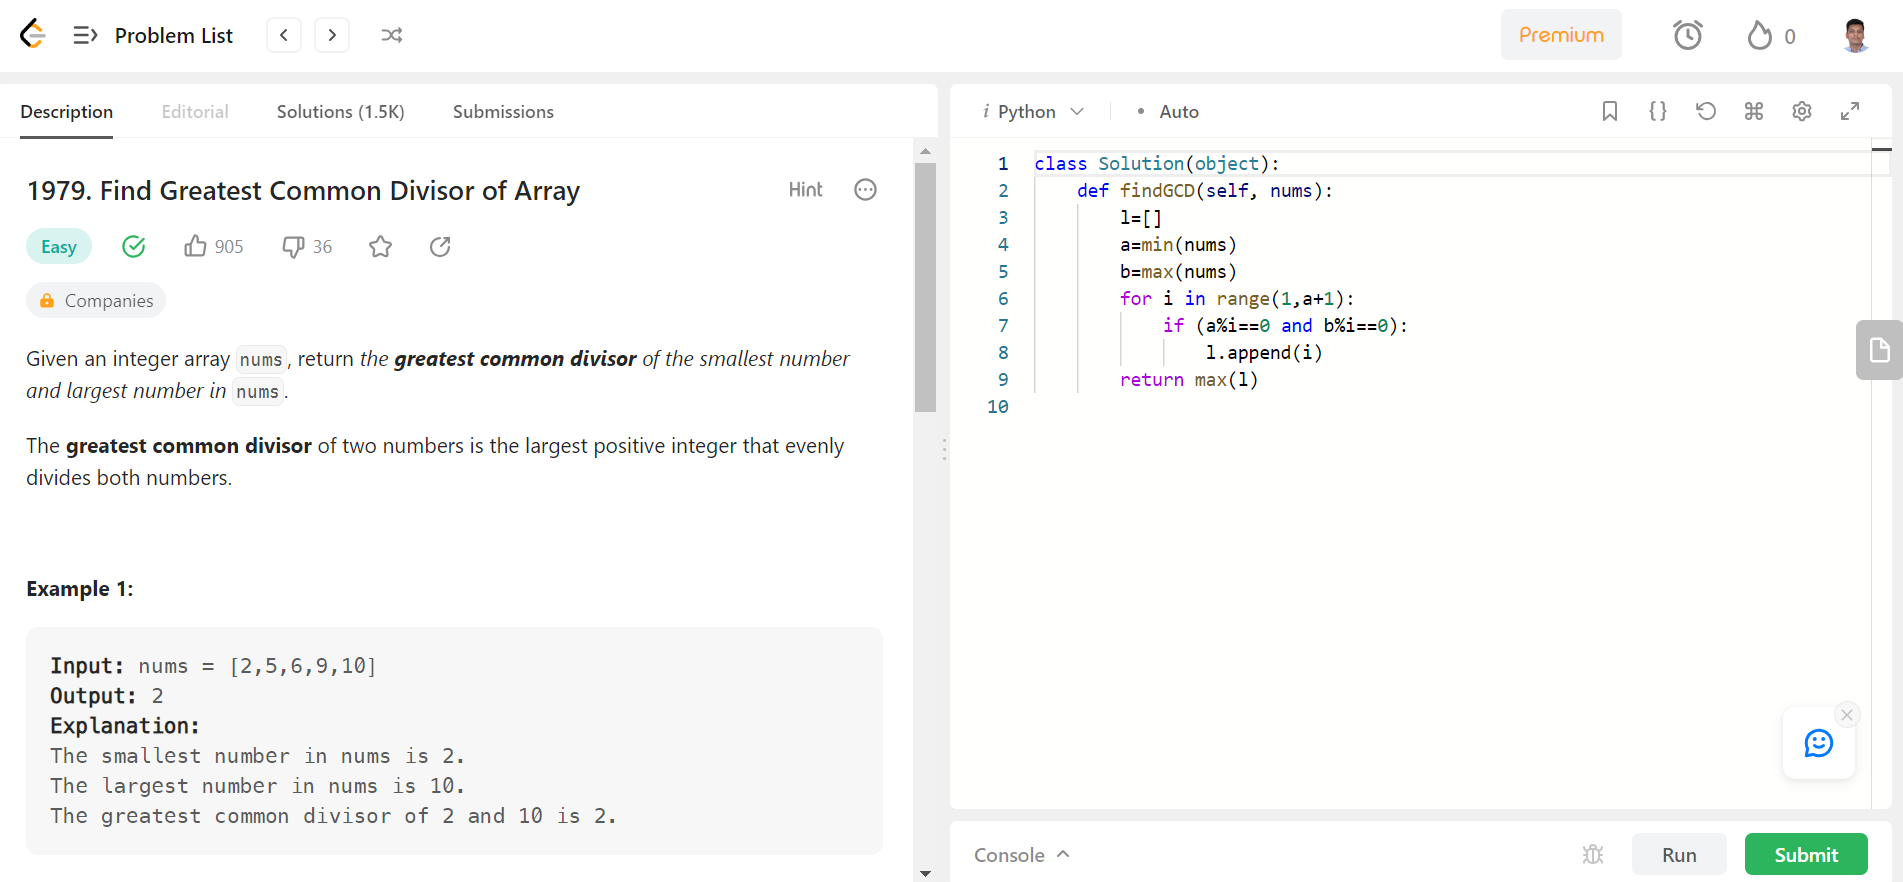 Problem List
Premium
0
Description Editorial Solutions (1.5K) Submissions
1979. Find Greatest Common Divisor of Array
Hint
Easy
905
36
Companies
Given an integer array nums, return the greatest common divisor of the smallest number
and largest number in nums.
The greatest common divisor of two numbers is the largest positive integer that evenly
divides both numbers.
Example 1:
Input: nums = [2,5,6,9,10]
Output: 2
Explanation:
The smallest number in nums is 2.
The largest number in nums is 10.
The greatest common divisor of 2 and 10 is 2.
i Python • Auto
1 class Solution(object):
2     def findGCD(self, nums):
3         l=[]
4         a=min(nums)
5         b=max(nums)
6         for i in range(1,a+1):
7             if (a%i==0 and b%i==0):
8                 l.append(i)
9         return max(l)
10
Console
Run
Submit